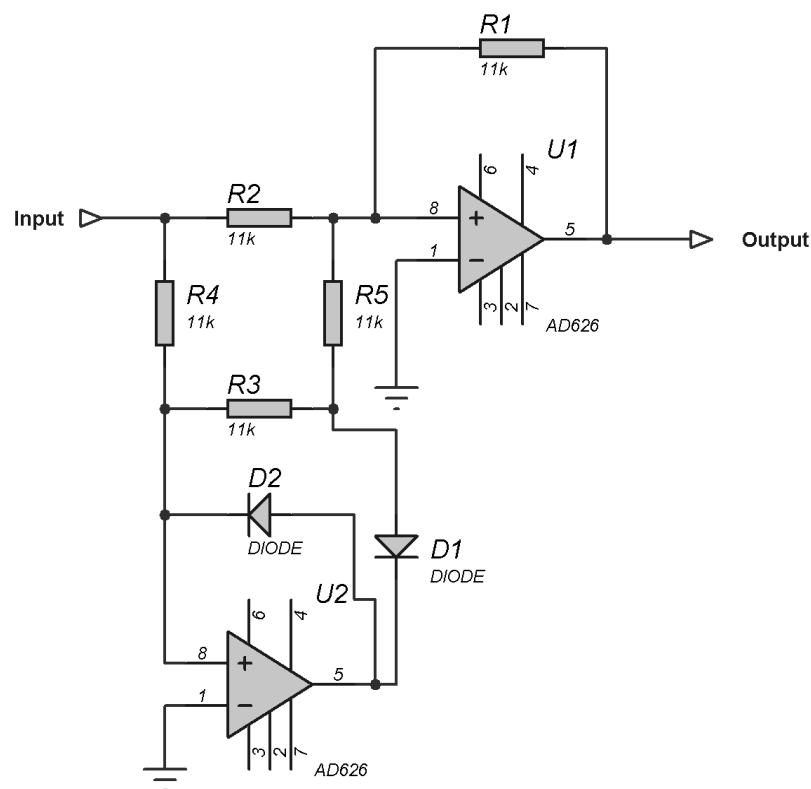 R1
11k
U1
6
4
R2
8
+
Input
11k
5
Output
1
−
R4
11k
R5
11k
3
2
7
AD626
R3
11k
D2
DIODE
D1
DIODE
U2
6
4
8
+
5
1
−
3
2
7
AD626